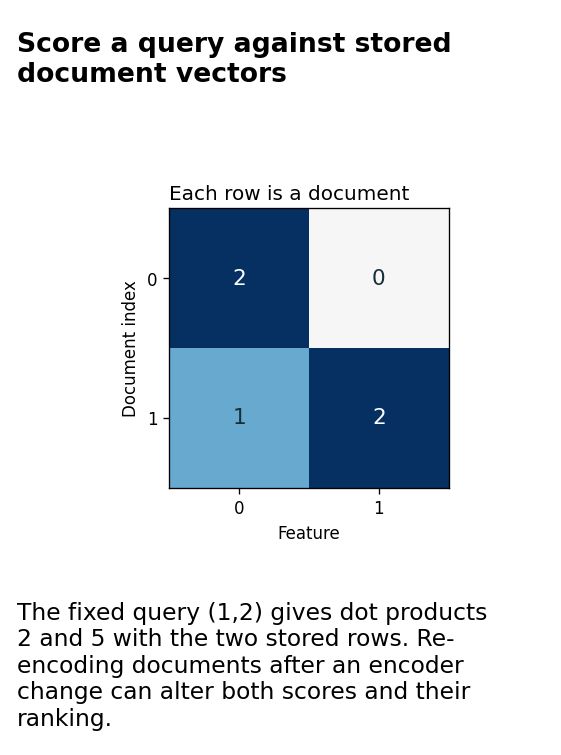 Score a query against stored
document vectors
Each row is a document
Document index
0
2
0
1
1
2
0
1
Feature
The fixed query (1,2) gives dot products
2 and 5 with the two stored rows. Re-
encoding documents after an encoder
change can alter both scores and their
ranking.